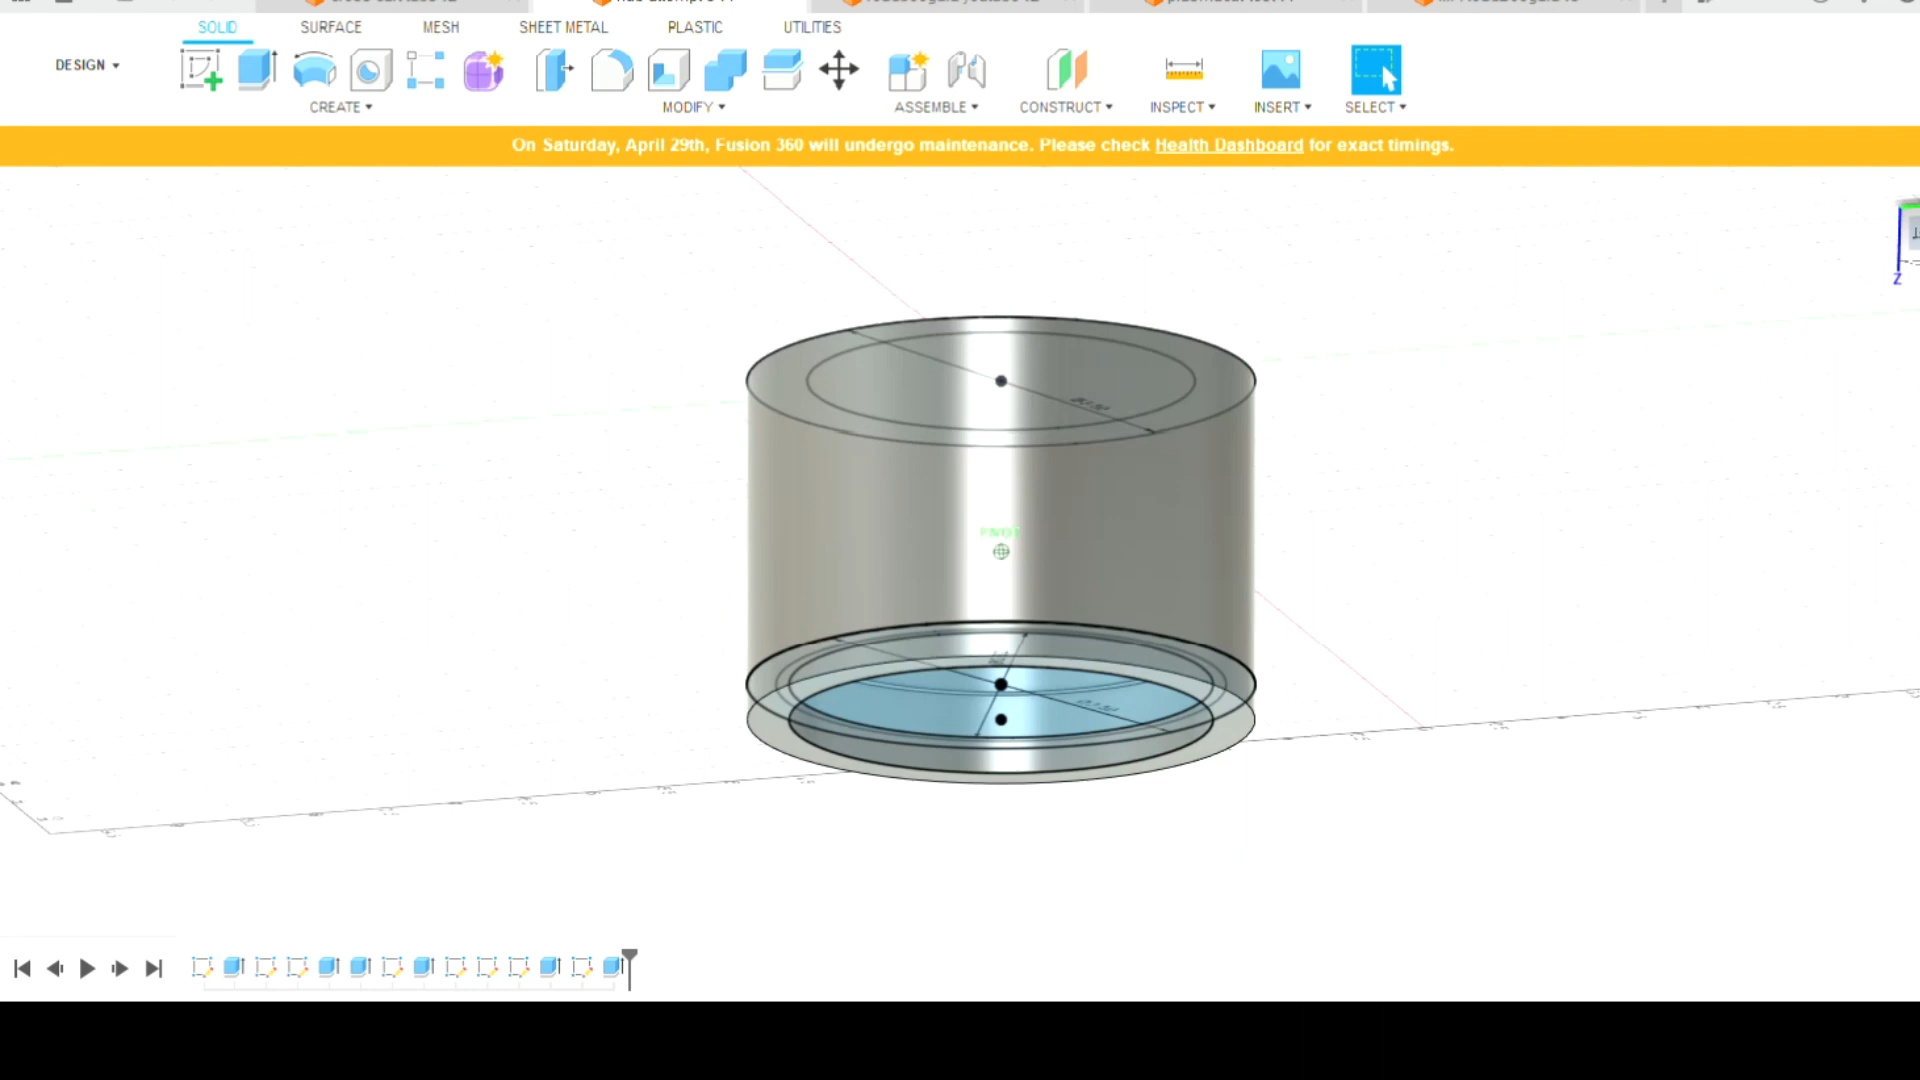 SOLID
SURFACE
MESH
SHEET METAL
PLASTIC
UTILITIES
DESIGN
CREATE
MODIFY
ASSEMBLE
CONSTRUCT
INSPECT
INSERT
SELECT
On Saturday, April 29th, Fusion 360 will undergo maintenance. Please check Health Dashboard for exact timings.
Z